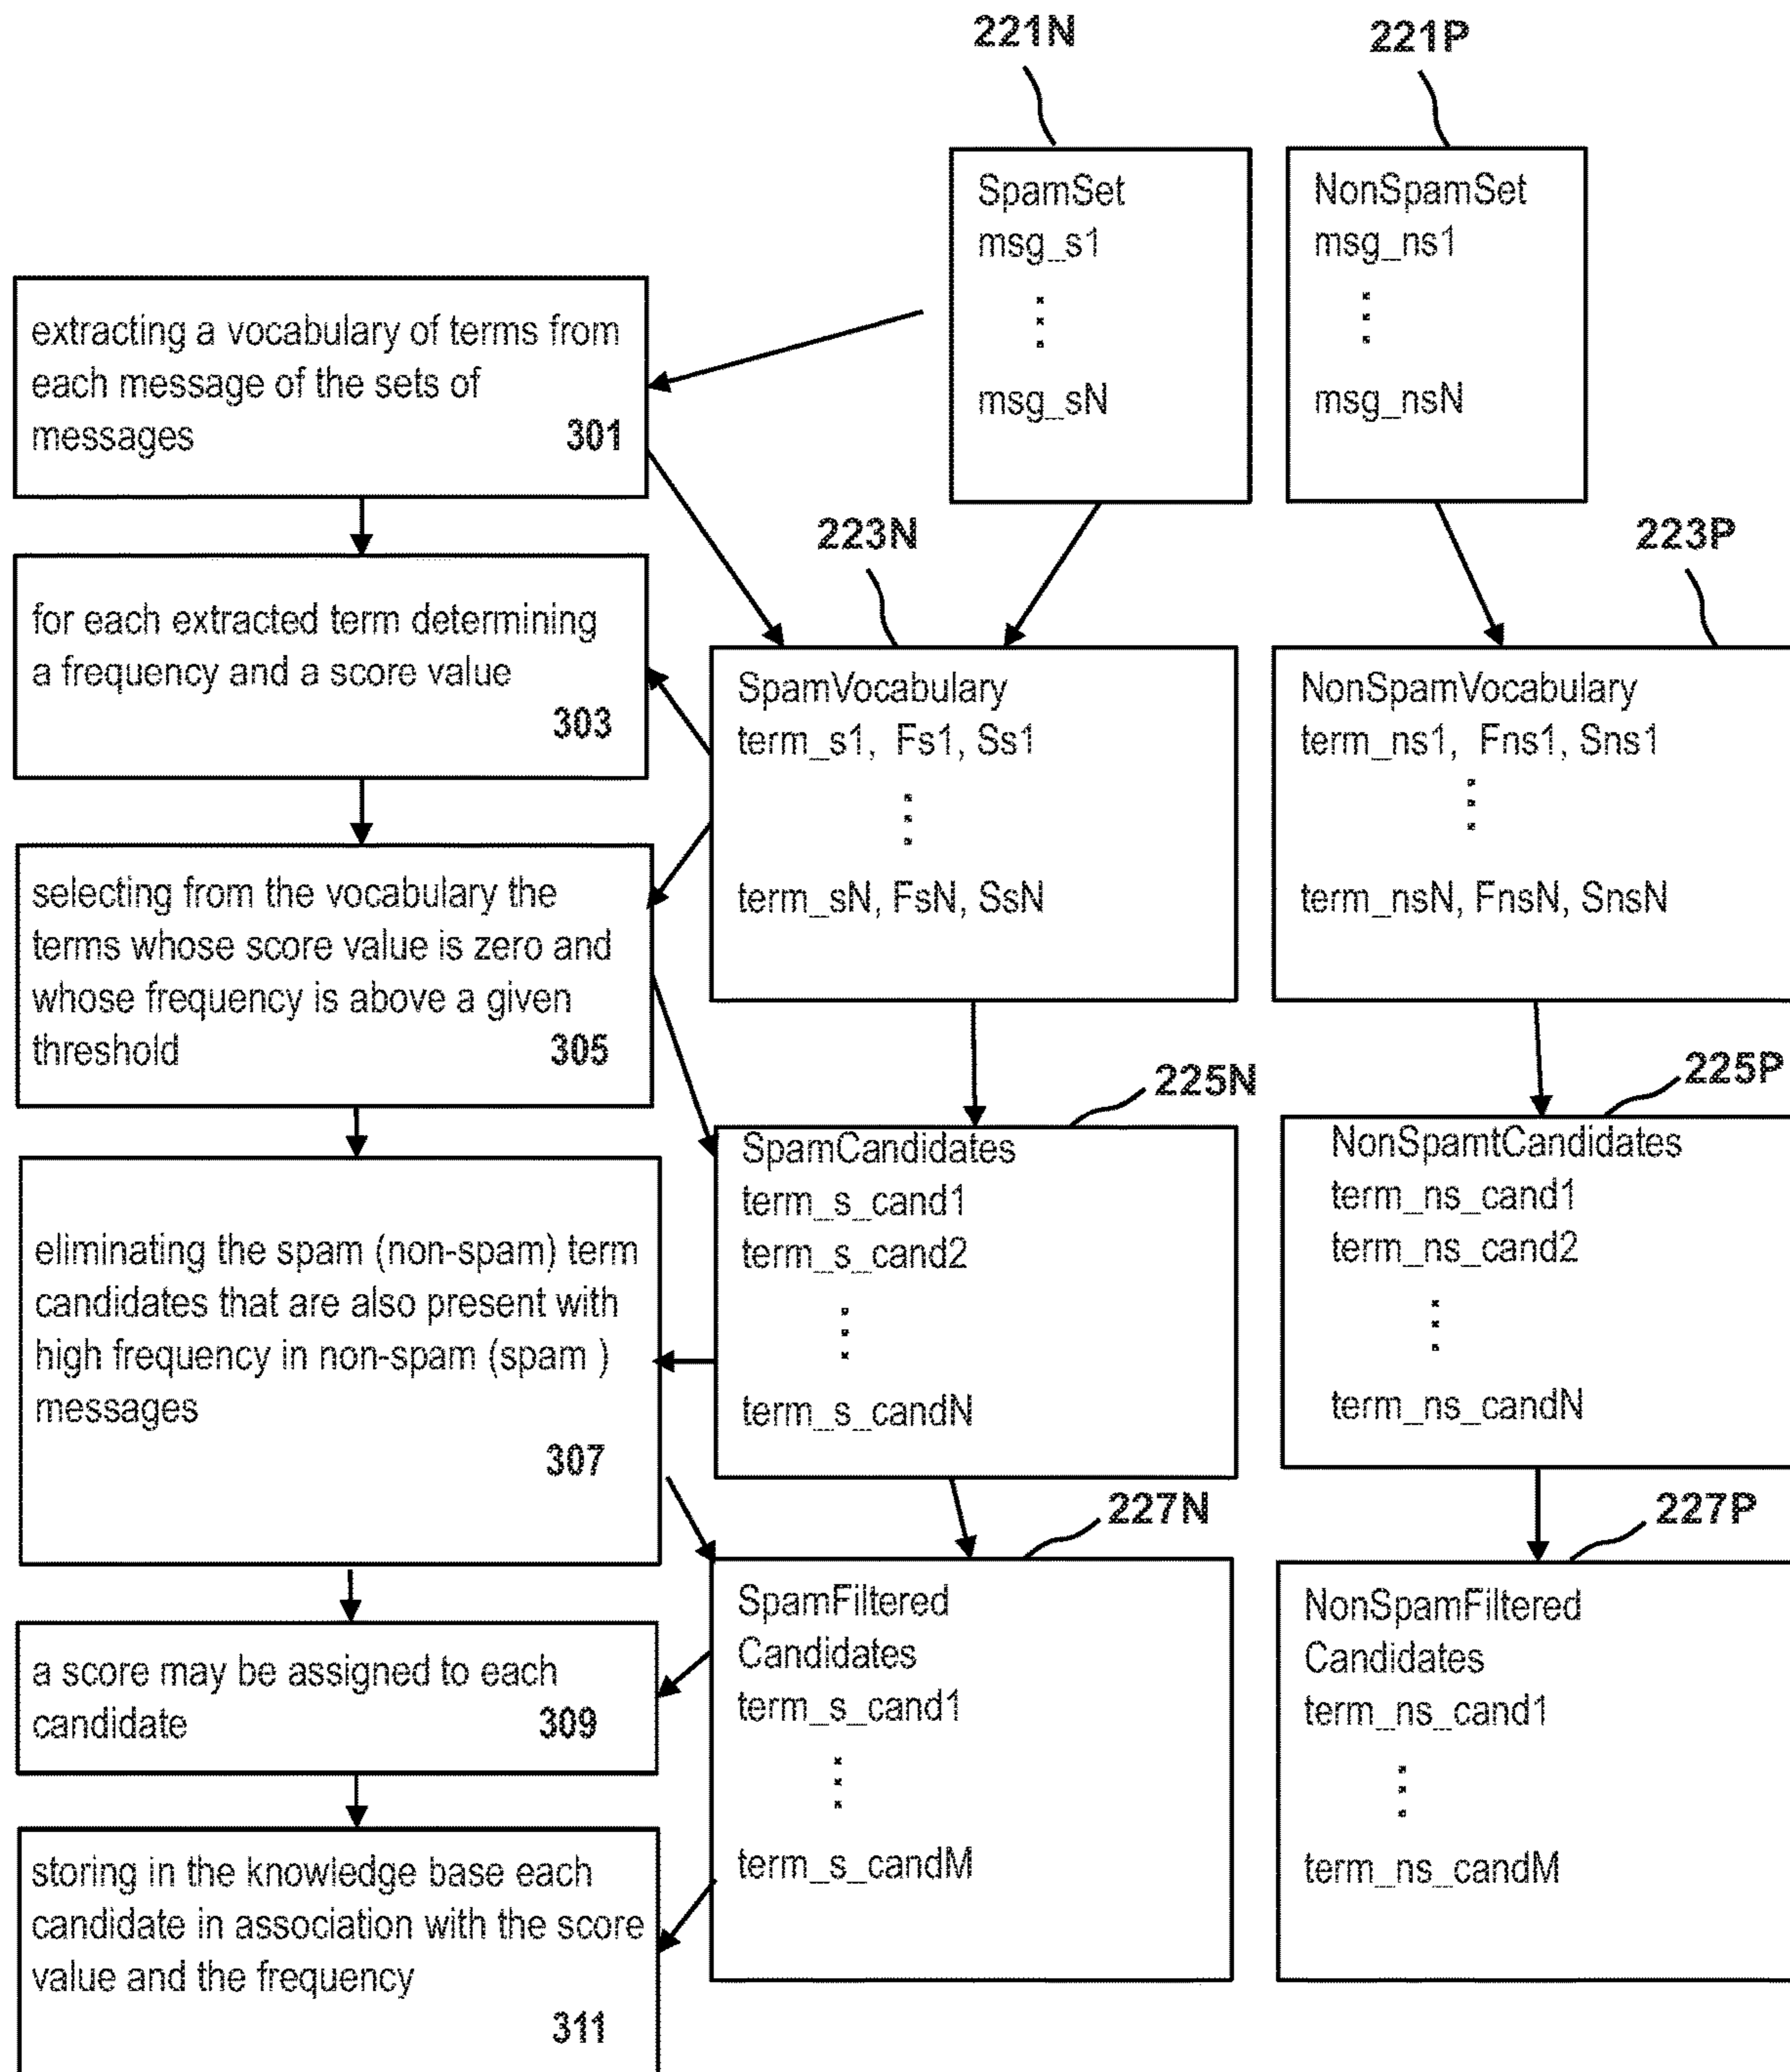 221N
221P
SpamSet
msg_s1
msg_sN
NonSpamSet
msg_ns1
msg_nsN
extracting a vocabulary of terms from
each message of the sets of
messages 301
for each extracted term determining
a frequency and a score value
303
selecting from the vocabulary the
terms whose score value is zero and
whose frequency is above a given
threshold 305
eliminating the spam (non-spam) term
candidates that are also present with
high frequency in non-spam (spam )
messages
307
a score may be assigned to each
candidate 309
storing in the knowledge base each
candidate in association with the score
value and the frequency
311
223N
SpamVocabulary
term_s1, Fs1, Ss1
term_sN, FsN, SsN
223P
NonSpamVocabulary
term_ns1, Fns1, Sns1
term_nsN, FnsN, SnsN
225N
SpamCandidates
term_s_cand1
term_s_cand2
term_s_candN
225P
NonSpamtCandidates
term_ns_cand1
term_ns_cand2
term_ns_candN
227N
SpamFiltered
Candidates
term_s_cand1
term_s_candM
227P
NonSpamFiltered
Candidates
term_ns_cand1
term_ns_candM